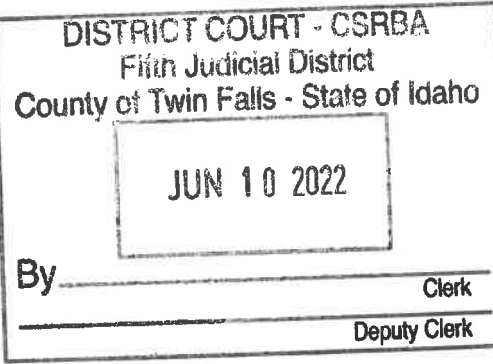 DISTRICT COURT - CSRBA
Fifth Judicial District
County of Twin Falls - State of Idaho
JUN 10 2022
By
Clerk
Deputy Clerk